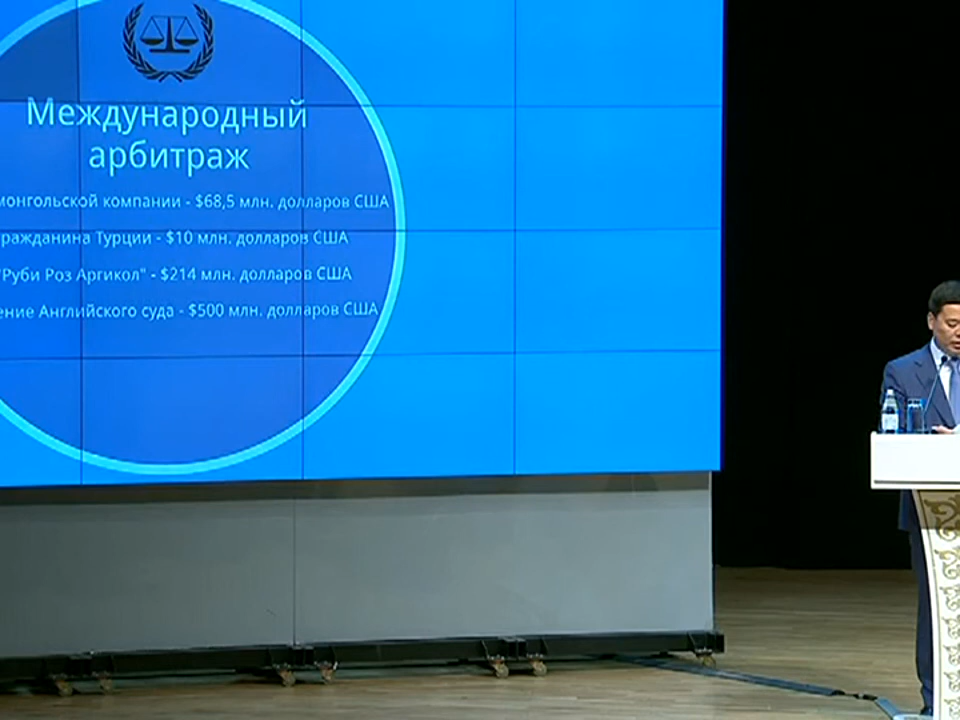 Международный
арбитраж
монгольской компании - $68,5 млн. долларов США
ражданина Турции - $10 млн. долларов США
"Руби Роз Аргикол" - $214 млн. долларов США
ение Английского суда - $500 млн. долларов США